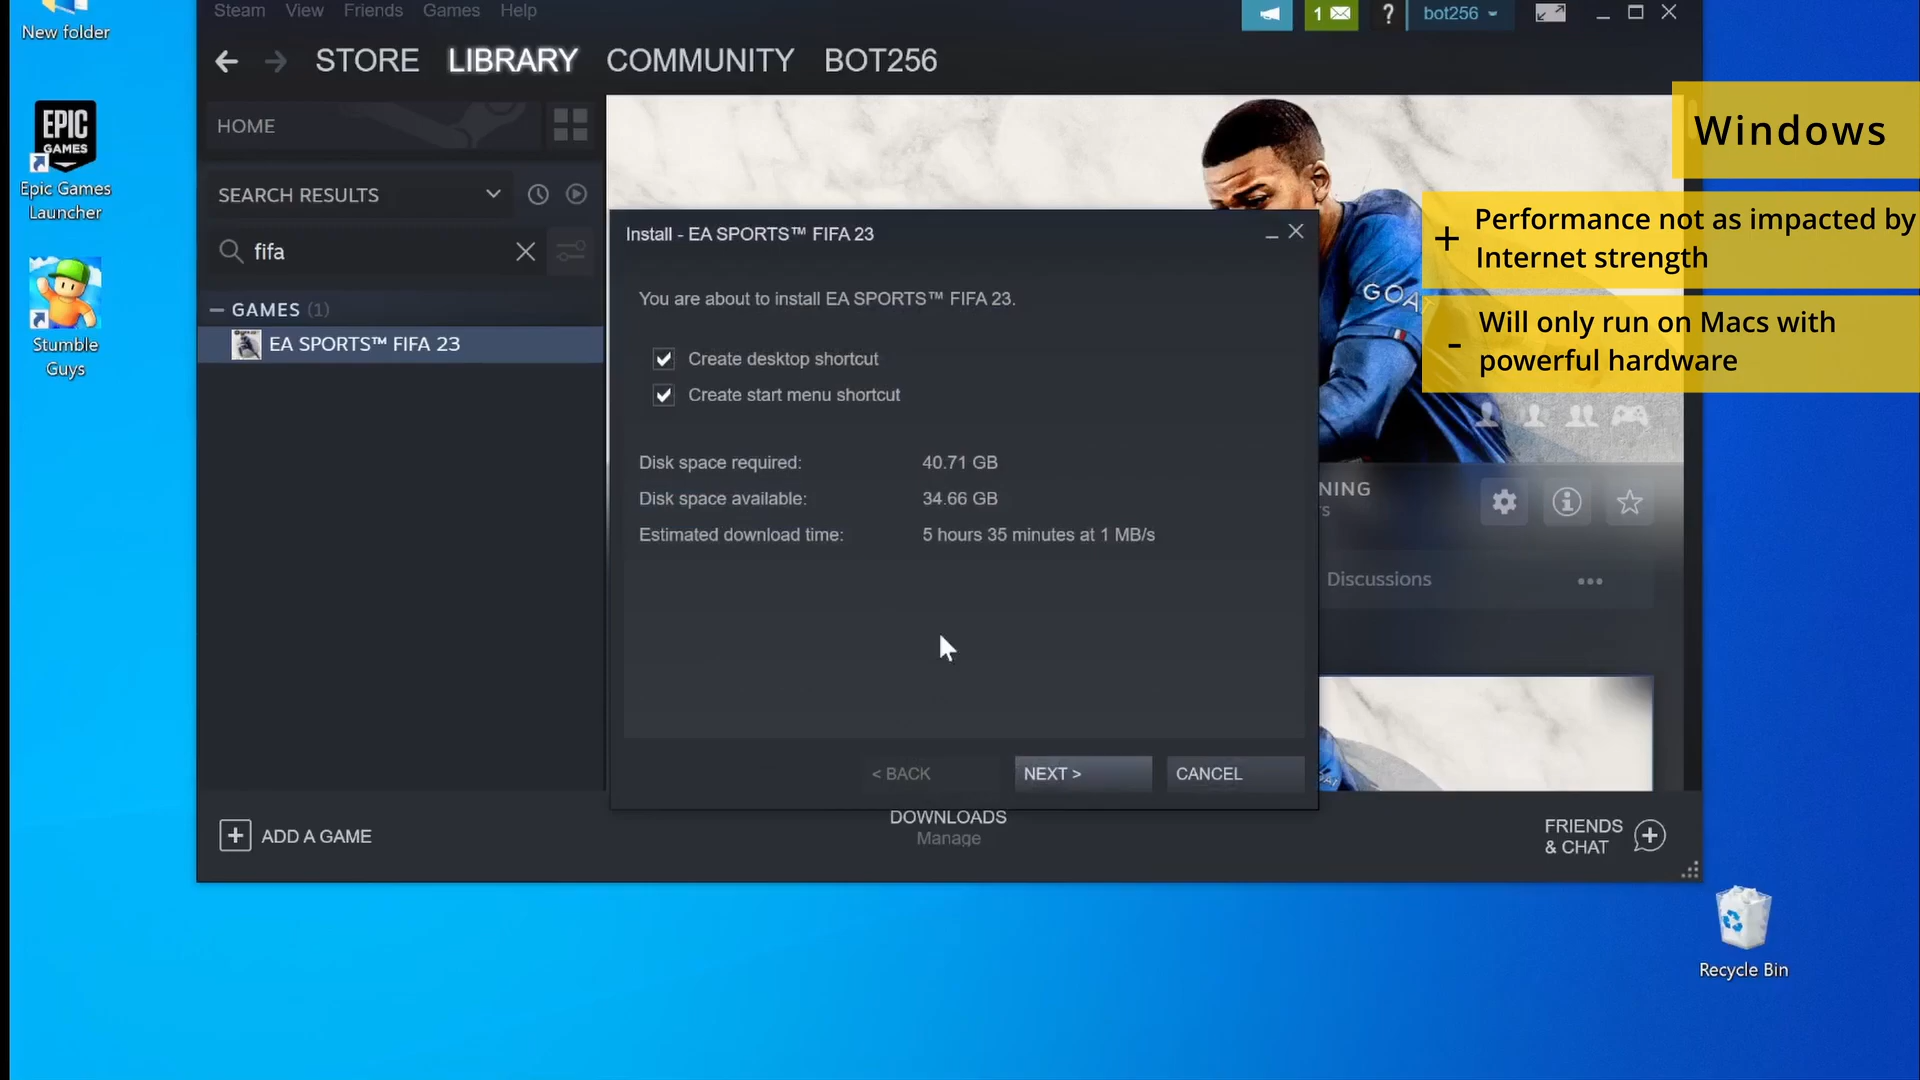 New folder
EPIC
GAMES
Epic Games
Launcher
Stumble
Guys
Steam View Friends Games Help
1
?
bot256
STORE LIBRARY COMMUNITY BOT256
HOME
SEARCH RESULTS
fifa
GAMES (1)
EA SPORTS™ FIFA 23
ADD A GAME
Install - EA SPORTS™ FIFA 23
You are about to install EA SPORTS™ FIFA 23.
Create desktop shortcut
Create start menu shortcut
Disk space required: 40.71 GB
Disk space available: 34.66 GB
Estimated download time: 5 hours 35 minutes at 1 MB/s
< BACK NEXT > CANCEL
DOWNLOADS
Manage
GOA
NING
rs
Discussions
FRIENDS
& CHAT
Windows
+ Performance not as impacted by
Internet strength
- Will only run on Macs with
powerful hardware
Recycle Bin